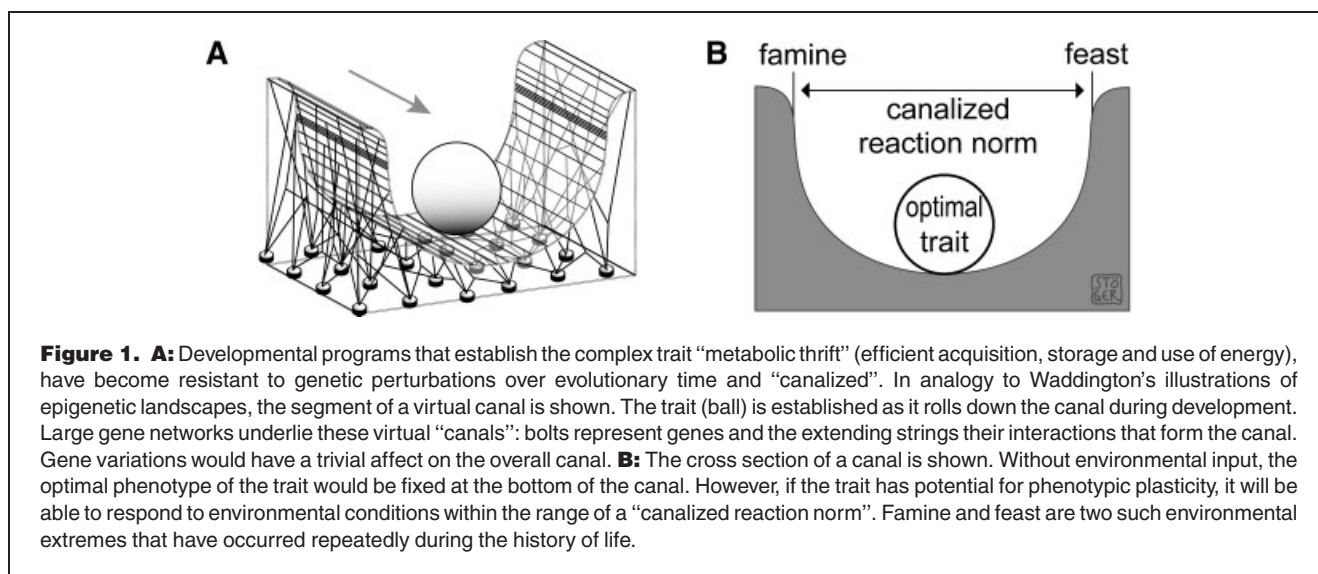 A
B
famine
feast
canalized
reaction norm
optimal
trait
STÖ
GER
Figure 1. A: Developmental programs that establish the complex trait ‘‘metabolic thrift’’ (efficient acquisition, storage and use of energy),
have become resistant to genetic perturbations over evolutionary time and ‘‘canalized’’. In analogy to Waddington’s illustrations of
epigenetic landscapes, the segment of a virtual canal is shown. The trait (ball) is established as it rolls down the canal during development.
Large gene networks underlie these virtual ‘‘canals’’: bolts represent genes and the extending strings their interactions that form the canal.
Gene variations would have a trivial affect on the overall canal. B: The cross section of a canal is shown. Without environmental input, the
optimal phenotype of the trait would be fixed at the bottom of the canal. However, if the trait has potential for phenotypic plasticity, it will be
able to respond to environmental conditions within the range of a ‘‘canalized reaction norm’’. Famine and feast are two such environmental
extremes that have occurred repeatedly during the history of life.